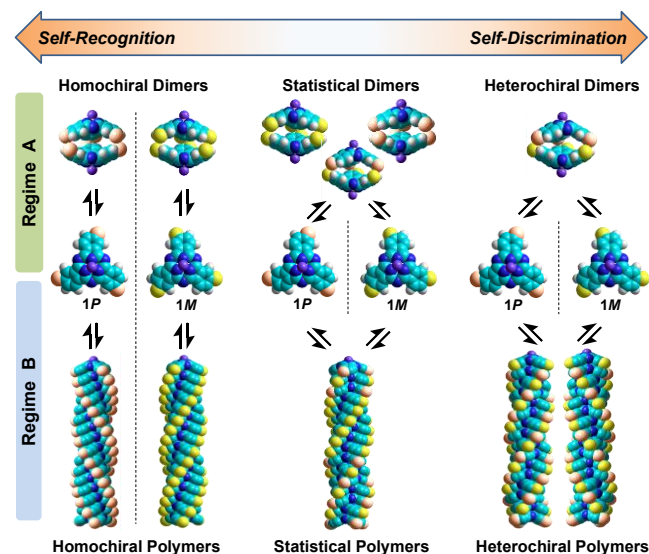 Self-Recognition
Self-Discrimination
Homochiral Dimers
Statistical Dimers
Heterochiral Dimers
Regime A
1P
1M
1P
1M
1P
1M
Regime B
Homochiral Polymers
Statistical Polymers
Heterochiral Polymers